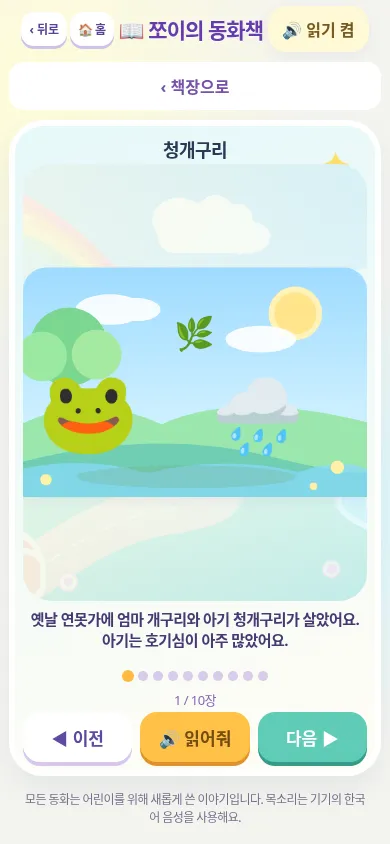 ‹ 뒤로 🏠 홈 📖 쪼이의 동화책 🔊 읽기 켬
‹ 책장으로
청개구리
옛날 연못가에 엄마 개구리와 아기 청개구리가 살았어요.
아기는 호기심이 아주 많았어요.
1 / 10장
◀ 이전 🔊 읽어줘 다음 ▶
모든 동화는 어린이를 위해 새롭게 쓴 이야기입니다. 목소리는 기기의 한국
어 음성을 사용해요.